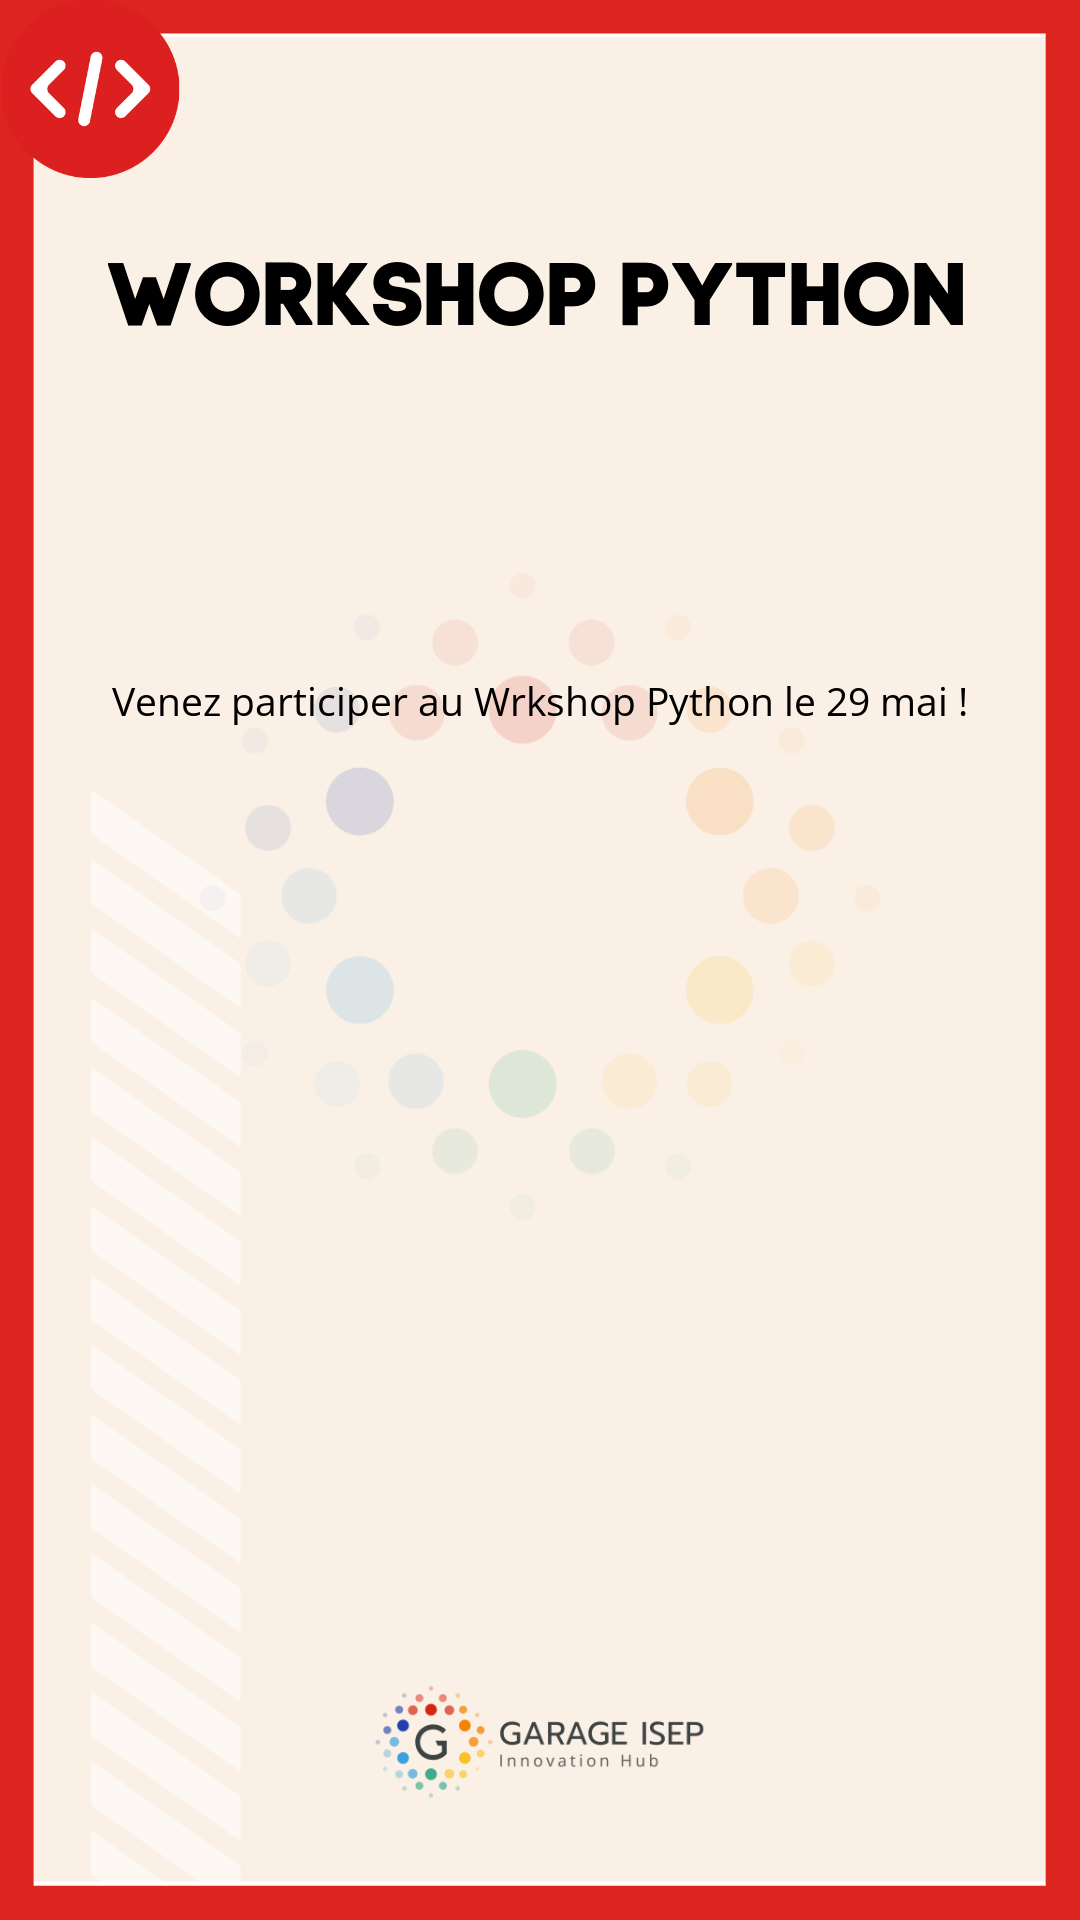 </>
WORKSHOP PYTHON
Venez participer au Wrkshop Python le 29 mai !
G
GARAGE ISEP
Innovation Hub